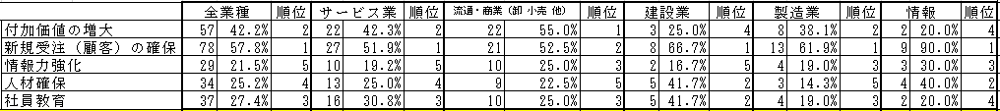 全業種 順位 サービス業 順位 流通・商業（卸 小売 他） 順位 建設業 順位 製造業 順位 情報 順位
付加価値の増大 57 42.2% 2 22 42.3% 2 22 55.0% 1 3 25.0% 4 8 38.1% 2 2 20.0% 4
新規受注（顧客）の確保 78 57.8% 1 27 51.9% 1 21 52.5% 2 8 66.7% 1 13 61.9% 1 9 90.0% 1
情報力強化 29 21.5% 5 10 19.2% 5 10 25.0% 3 2 16.7% 5 4 19.0% 3 3 30.0% 3
人材確保 34 25.2% 4 13 25.0% 4 9 22.5% 5 5 41.7% 2 3 14.3% 5 4 40.0% 2
社員教育 37 27.4% 3 16 30.8% 3 10 25.0% 3 5 41.7% 2 4 19.0% 3 2 20.0% 4